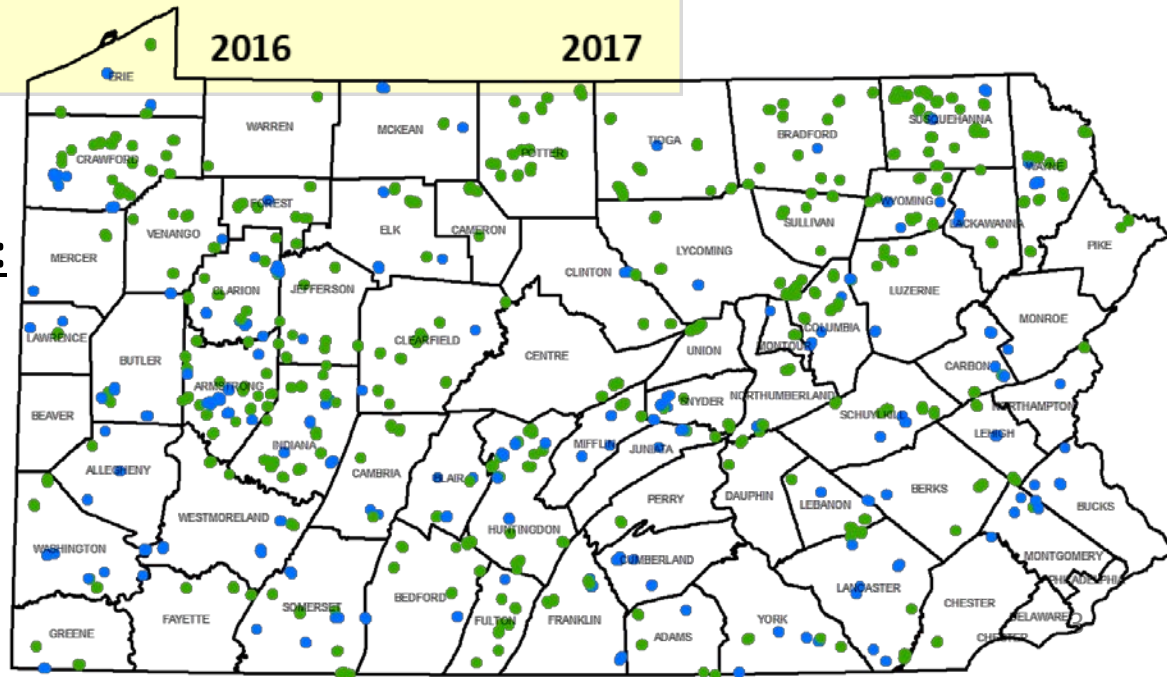 2016 2017
ERIE
WARREN
MCKEAN
POTTER
TIOGA
BRADFORD
SUSQUEHANNA
CRAWFORD
WAYNE
FOREST
WYOMING
LACKAWANNA
VENANGO
ELK
CAMERON
SULLIVAN
LYCOMING
PIKE
MERCER
:
CLINTON
CLARION
JEFFERSON
LUZERNE
MONROE
LAWRENCE
CLEARFIELD
COLUMBIA
MONTOUR
UNION
CENTRE
BUTLER
CARBON
ARMSTRONG
NORTHUMBERLAND
SNYDER
NORTHAMPTON
BEAVER
SCHUYLKILL
LEHIGH
INDIANA
MIFFLIN
JUNIATA
ALLEGHENY
CAMBRIA
BLAIR
BERKS
PERRY
DAUPHIN
LEBANON
BUCKS
WESTMORELAND
HUNTINGDON
WASHINGTON
CUMBERLAND
MONTGOMERY
PHILADELPHIA
LANCASTER
BEDFORD
SOMERSET
CHESTER
FAYETTE
FULTON
FRANKLIN
YORK
DELAWARE
GREENE
ADAMS
CHESTER